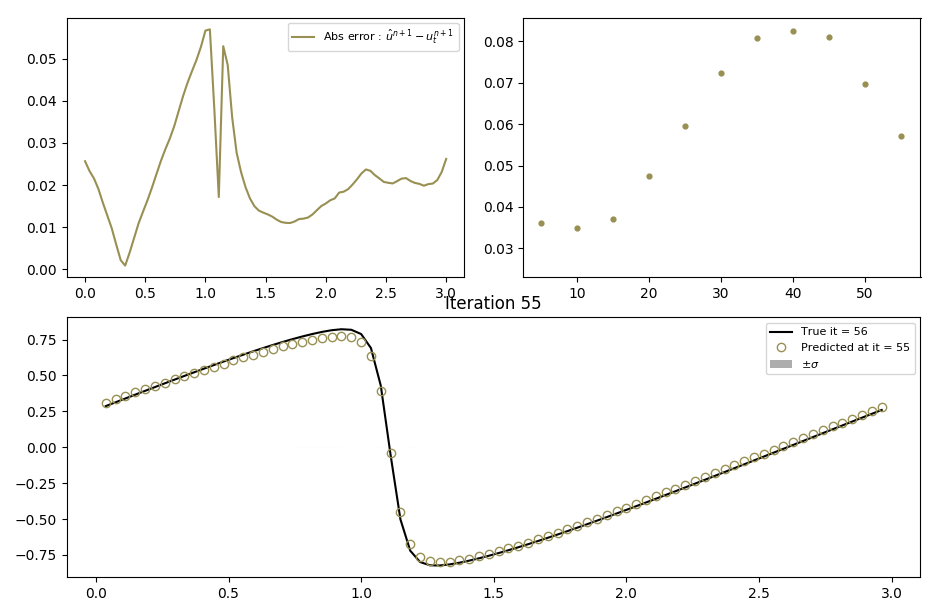 0.05
0.04
0.03
0.02
0.01
0.00
0.0 0.5 1.0 1.5 2.0 2.5 3.0
Abs error : û^{n+1} − u_t^{n+1}
0.08
0.07
0.06
0.05
0.04
0.03
10 20 30 40 50
Iteration 55
0.75
0.50
0.25
0.00
−0.25
−0.50
−0.75
0.0 0.5 1.0 1.5 2.0 2.5 3.0
True it = 56
Predicted at it = 55
±σ